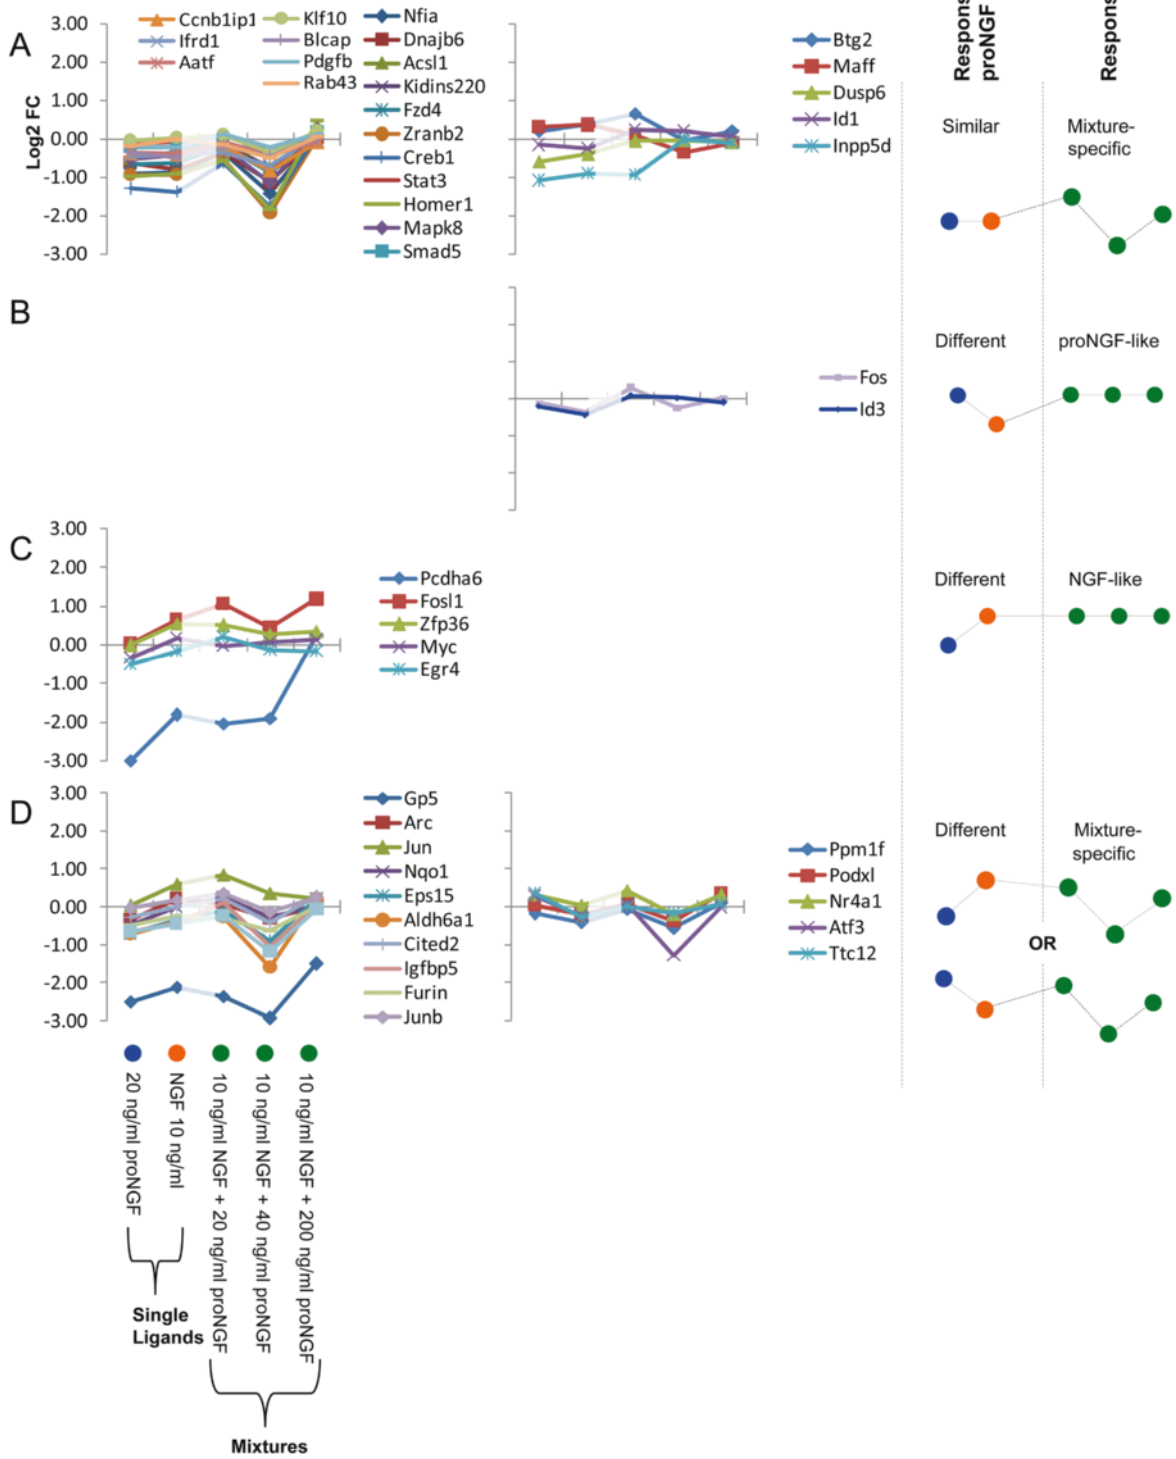 A
3.00
2.00
1.00
0.00
-1.00
-2.00
-3.00
Log2 FC
Ccnb1ip1
Ifrd1
Aatf
Klf10
Blcap
Pdgfb
Rab43
Nfia
Dnajb6
Acsl1
Kidins220
Fzd4
Zranb2
Creb1
Stat3
Homer1
Mapk8
Smad5
Btg2
Maff
Dusp6
Id1
Inpp5d
Respons
proNGF
Respons
Similar
Mixture-
specific
B
Fos
Id3
Different
proNGF-like
C
3.00
2.00
1.00
0.00
-1.00
-2.00
-3.00
Pcdha6
Fosl1
Zfp36
Myc
Egr4
Different
NGF-like
D
3.00
2.00
1.00
0.00
-1.00
-2.00
-3.00
Gp5
Arc
Jun
Nqo1
Eps15
Aldh6a1
Cited2
Igfbp5
Furin
Junb
Ppm1f
Podxl
Nr4a1
Atf3
Ttc12
Different
Mixture-
specific
OR
20 ng/ml proNGF
NGF 10 ng/ml
10 ng/ml NGF + 20 ng/ml proNGF
10 ng/ml NGF + 40 ng/ml proNGF
10 ng/ml NGF + 200 ng/ml proNGF
Single
Ligands
Mixtures